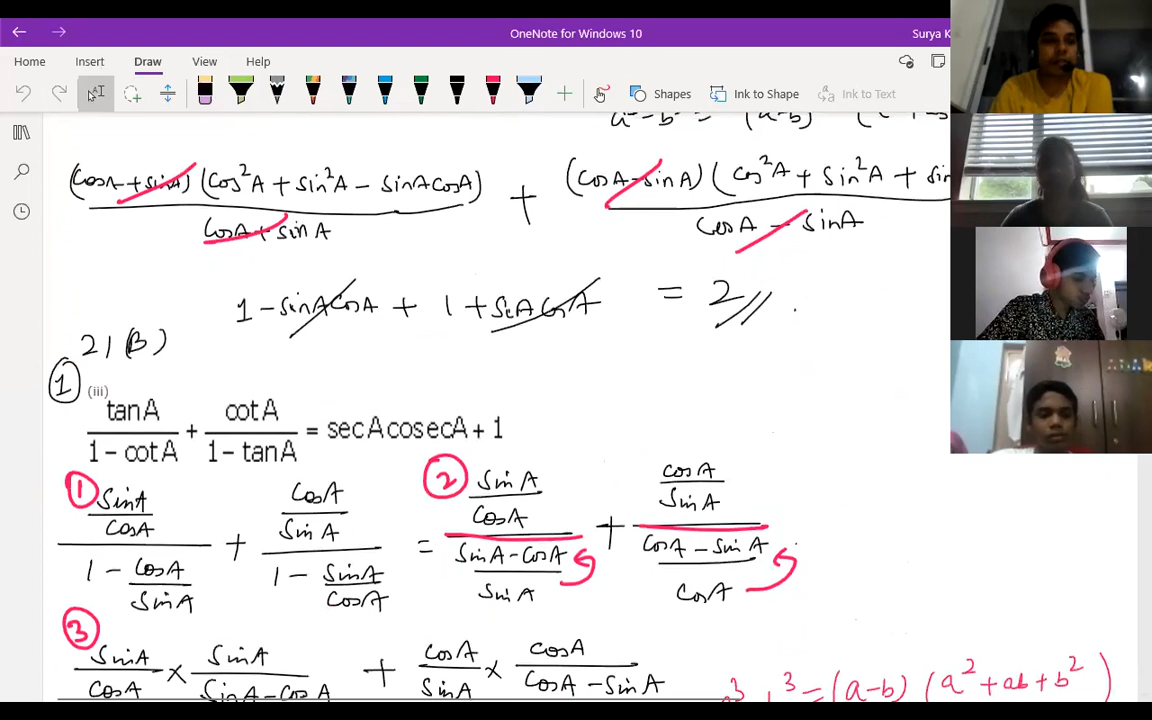 OneNote for Windows 10
Surya K
Home Insert Draw View Help
Shapes Ink to Shape Ink to Text
(cosA+sinA) (cos²A + sin²A - sinAcosA) / cosA + sinA + (cosA-sinA) ( cos²A + sin²A + sin / cosA - sinA
1 - sinAcosA + 1 + SiACosA = 2 // .
21(B)
1
(iii)
tanA / 1 - cotA + cotA / 1 - tanA = secAcosecA + 1
1 SinA/CosA / 1 - CosA/SinA + CosA/SinA / 1 - SinA/CosA = 2 SinA/CosA / SinA-CosA/SinA + CosA/SinA / CosA-SinA/CosA
3
SinA/CosA × SinA/SinA-CosA + CosA/SinA × CosA/CosA-SinA
³ = (a-b) (a²+ab+b²)